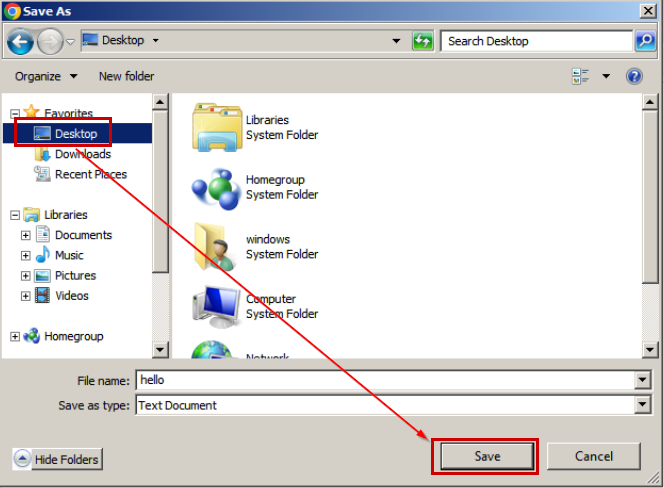 Save As
Desktop
Search Desktop
Organize
New folder
Favorites
Desktop
Downloads
Recent Places
Libraries
Documents
Music
Pictures
Videos
Homegroup
Libraries
System Folder
Homegroup
System Folder
windows
System Folder
Computer
System Folder
Network
File name: hello
Save as type: Text Document
Hide Folders
Save
Cancel